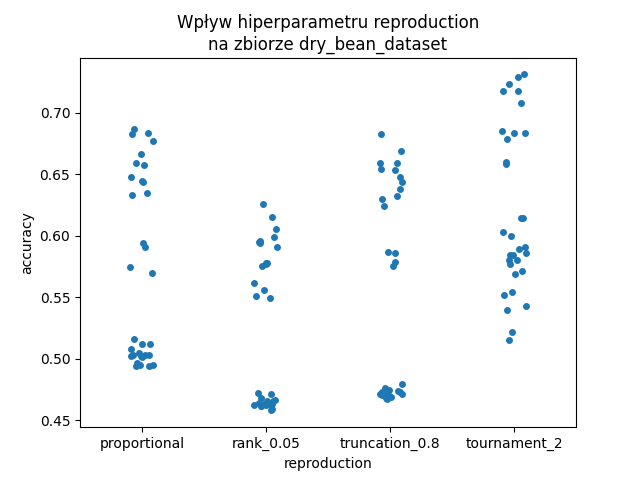 Wpływ hiperparametru reproduction
na zbiorze dry_bean_dataset
accuracy
0.70
0.65
0.60
0.55
0.50
0.45
proportional
rank_0.05
truncation_0.8
tournament_2
reproduction